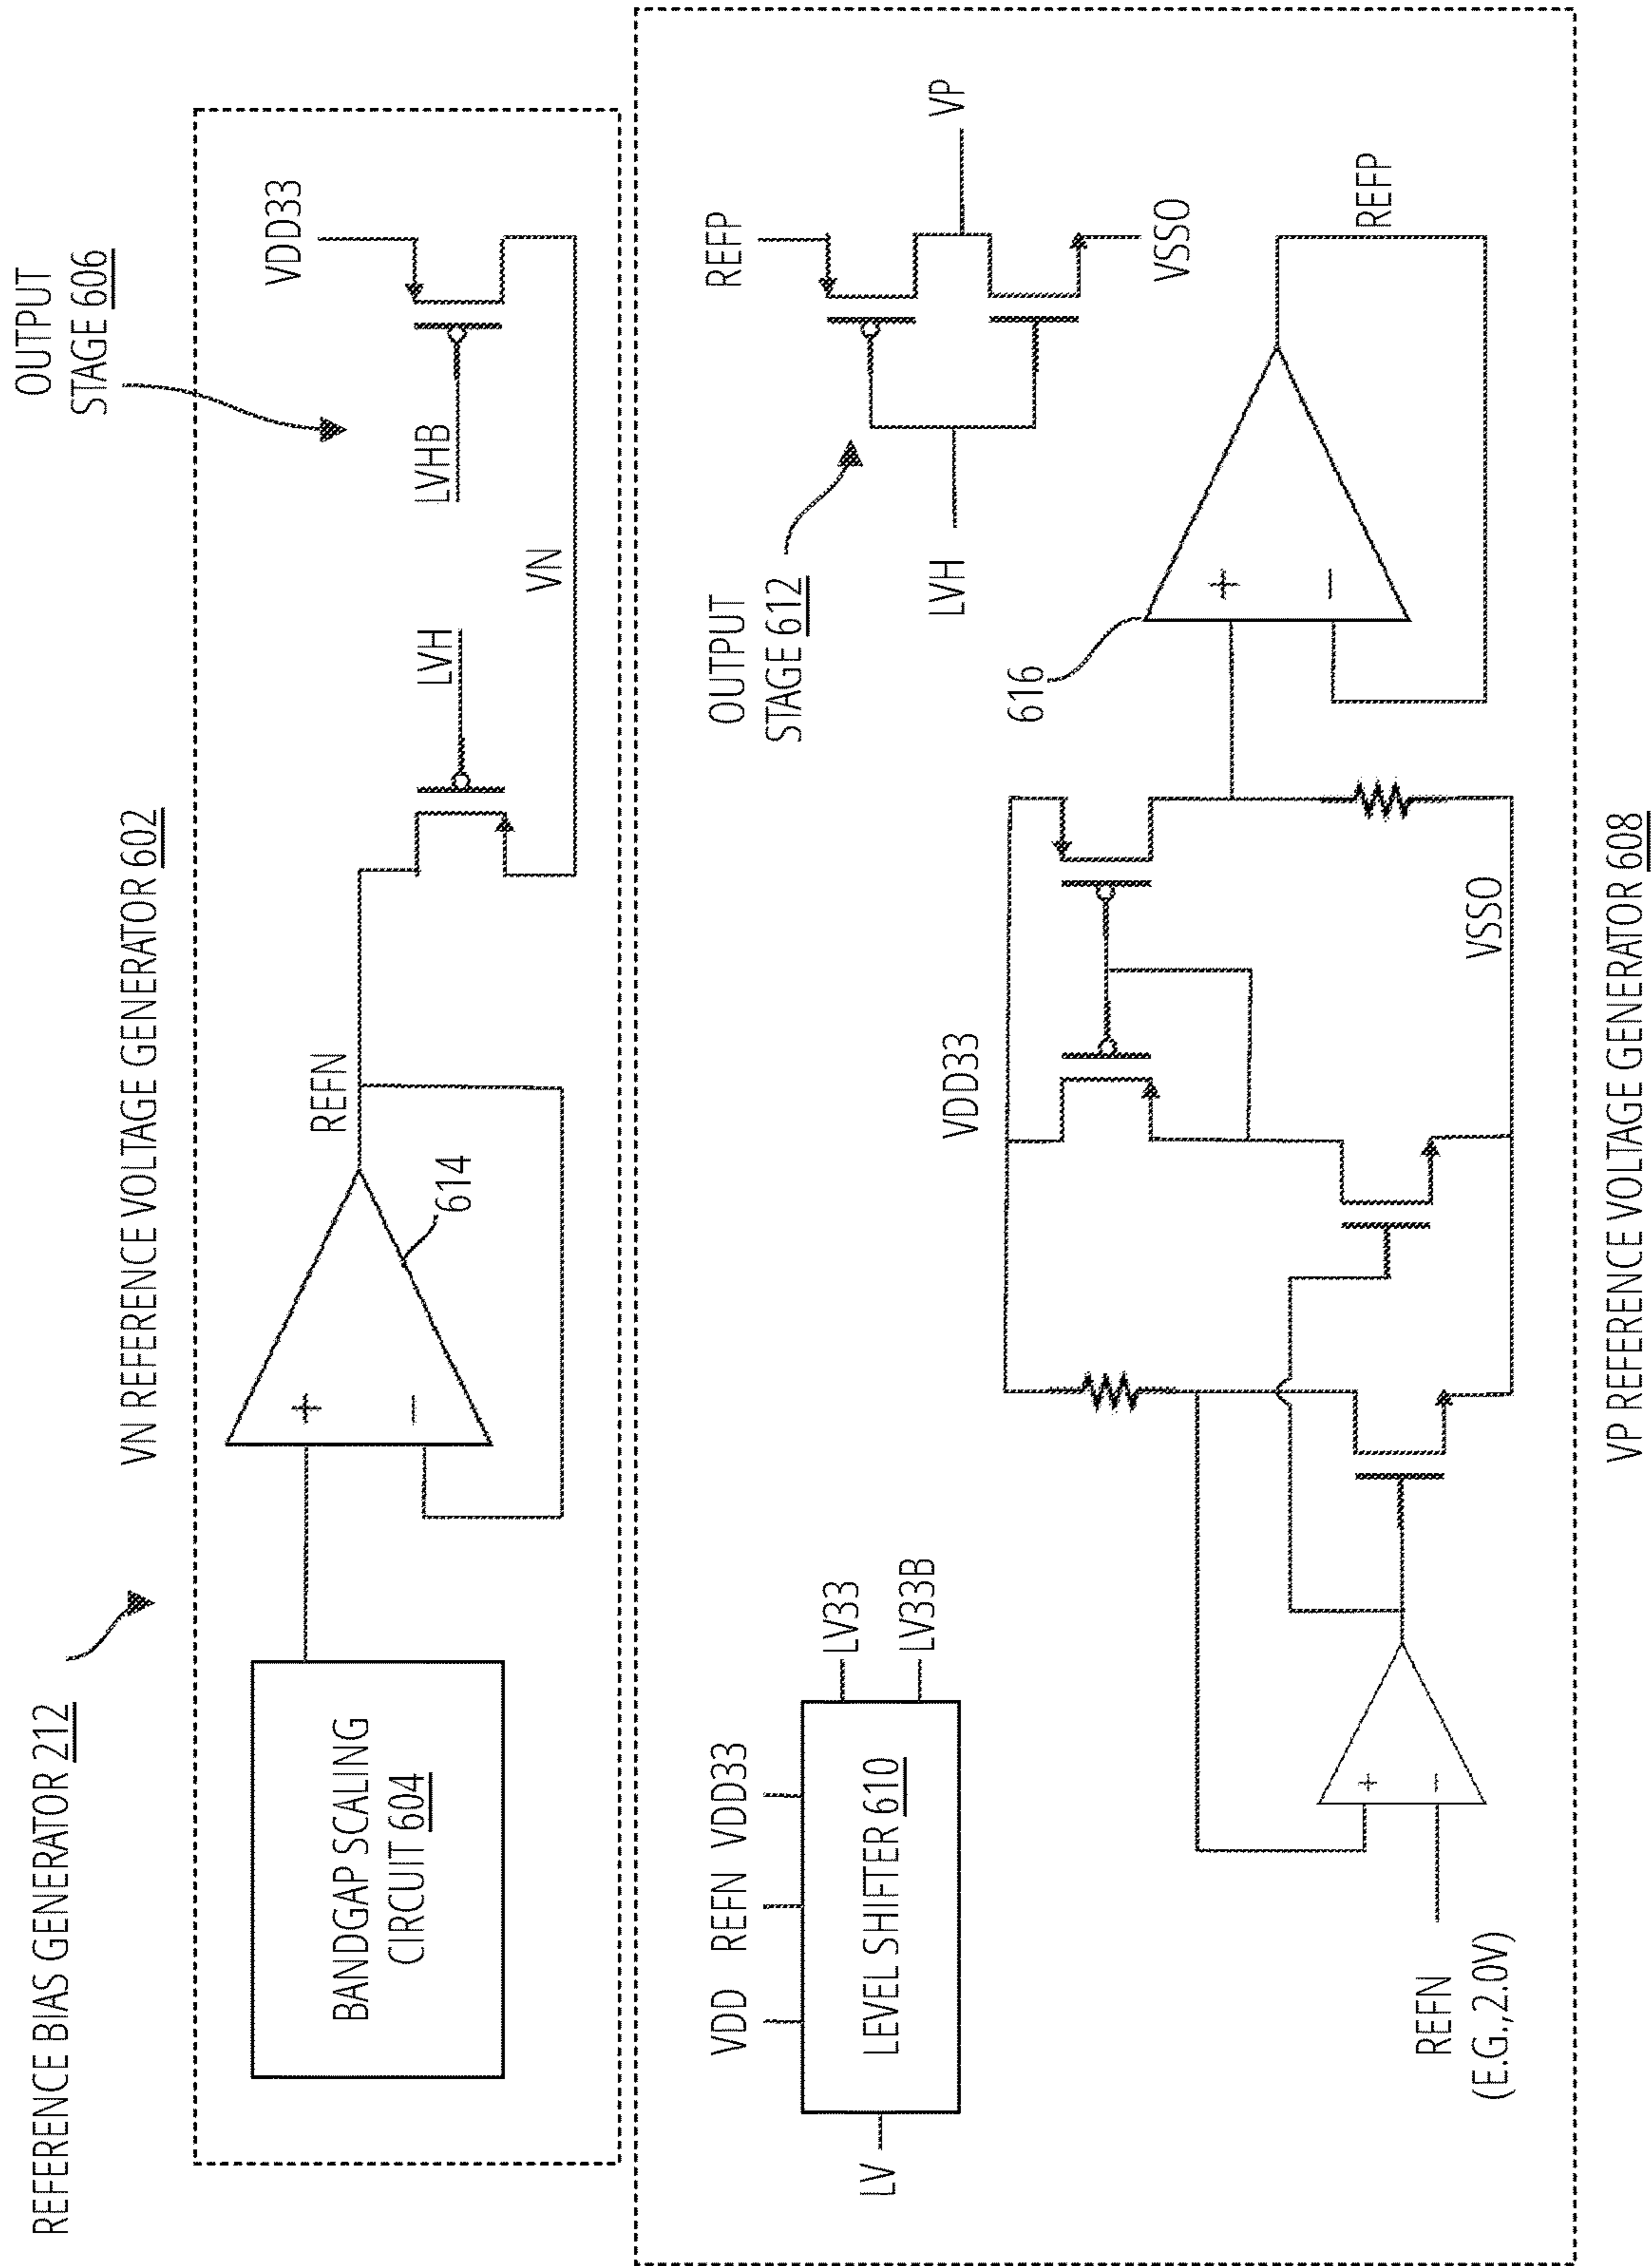 REFERENCE BIAS GENERATOR 212
VN REFERENCE VOLTAGE GENERATOR 602
OUTPUT
STAGE 606
BANDGAP SCALING
CIRCUIT 604
+
−
614
REFN
LVH
LVHB
VDD33
VN
VDD REFN VDD33
LV
LEVEL SHIFTER 610
LV33
LV33B
OUTPUT
STAGE 612
LVH
REFP
VP
VSSO
REFN
(E.G.,2.0V)
+
−
VDD33
VSSO
616
+
−
REFP
VP REFERENCE VOLTAGE GENERATOR 608